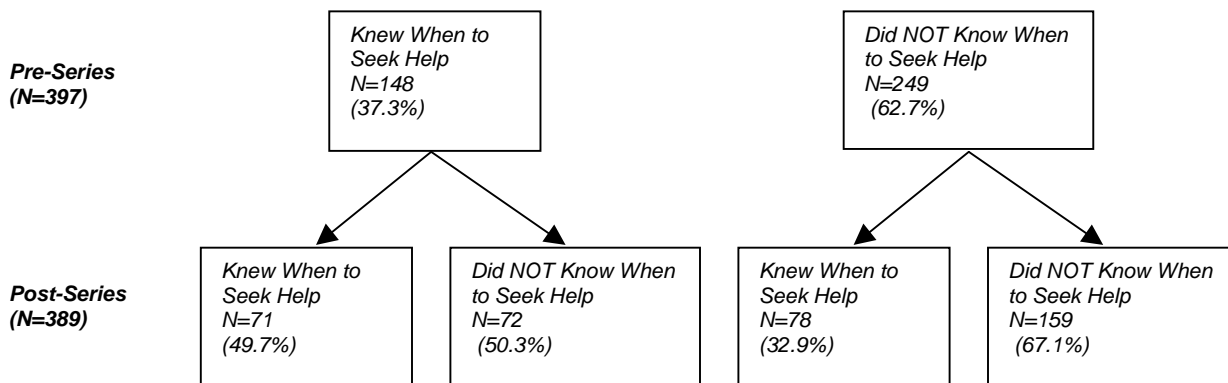 Pre-Series
(N=397)
Knew When to
Seek Help
N=148
(37.3%)
Did NOT Know When
to Seek Help
N=249
(62.7%)
Post-Series
(N=389)
Knew When to
Seek Help
N=71
(49.7%)
Did NOT Know When
to Seek Help
N=72
(50.3%)
Knew When to
Seek Help
N=78
(32.9%)
Did NOT Know When
to Seek Help
N=159
(67.1%)